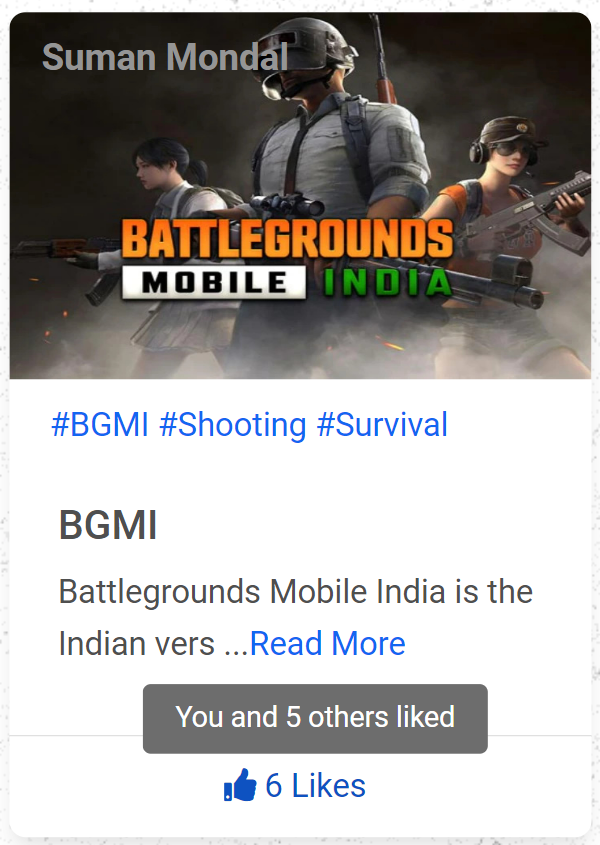 Suman Mondal
BATTLEGROUNDS
MOBILE INDIA
#BGMI #Shooting #Survival
BGMI
Battlegrounds Mobile India is the
Indian vers ...Read More
You and 5 others liked
6 Likes